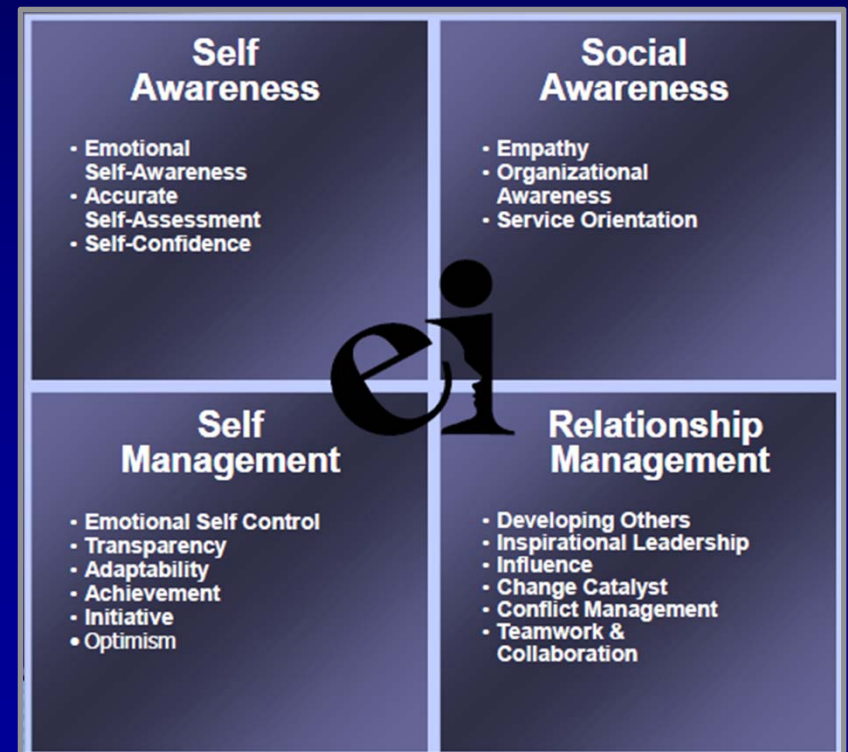 Self
Awareness
• Emotional
Self-Awareness
• Accurate
Self-Assessment
• Self-Confidence
Social
Awareness
• Empathy
• Organizational
Awareness
• Service Orientation
ei
Self
Management
• Emotional Self Control
• Transparency
• Adaptability
• Achievement
• Initiative
• Optimism
Relationship
Management
• Developing Others
• Inspirational Leadership
• Influence
• Change Catalyst
• Conflict Management
• Teamwork &
Collaboration